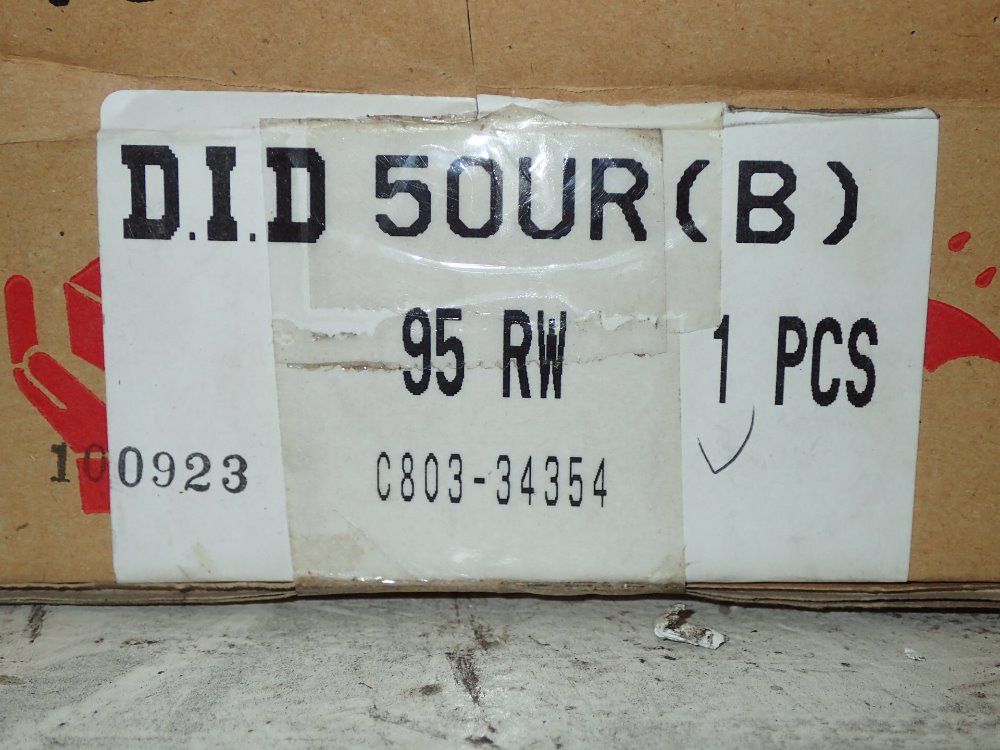 D.I.D 50UR(B)
95 RW 1 PCS
100923
C803-34354